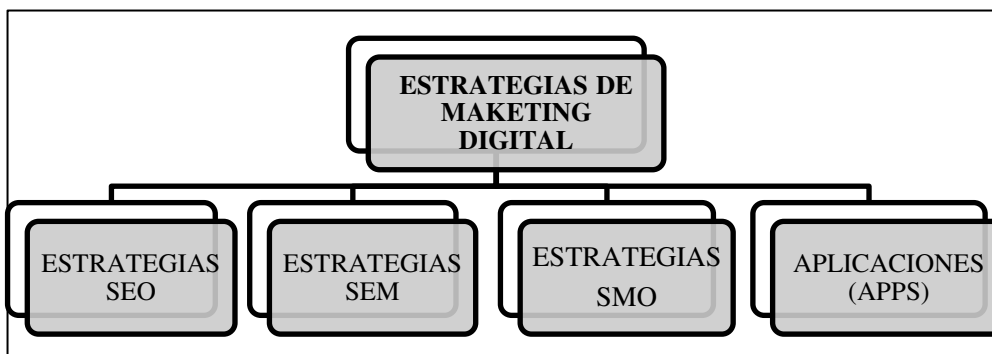 ESTRATEGIAS DE
MAKETING
DIGITAL
ESTRATEGIAS
SEO
ESTRATEGIAS
SEM
ESTRATEGIAS
SMO
APLICACIONES
(APPS)